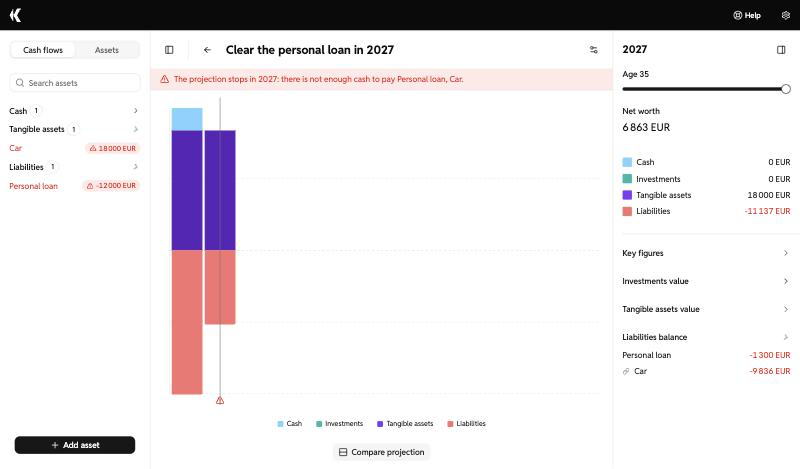 Help
Cash flows
Assets
Search assets
Cash 1
Tangible assets 1
Car 18 000 EUR
Liabilities 1
Personal loan -12 000 EUR
Add asset
Clear the personal loan in 2027
The projection stops in 2027: there is not enough cash to pay Personal loan, Car.
Cash
Investments
Tangible assets
Liabilities
Compare projection
2027
Age 35
Net worth
6 863 EUR
Cash 0 EUR
Investments 0 EUR
Tangible assets 18 000 EUR
Liabilities -11 137 EUR
Key figures
Investments value
Tangible assets value
Liabilities balance
Personal loan -1 300 EUR
Car -9 836 EUR